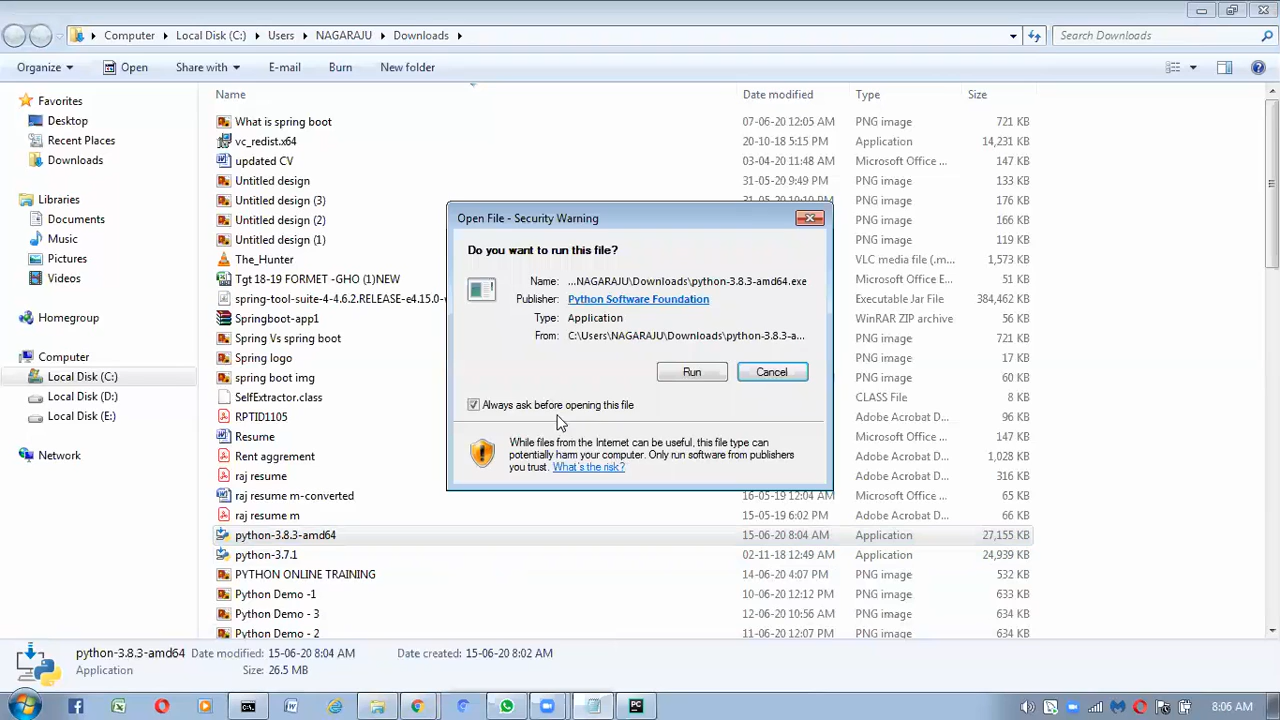 Computer Local Disk (C:) Users NAGARAJU Downloads Search Downloads
Organize Open Share with E-mail Burn New folder
Name Date modified Type Size
Favorites
Desktop
Recent Places
Downloads
Libraries
Documents
Music
Pictures
Videos
Homegroup
Computer
Local Disk (C:)
Local Disk (D:)
Local Disk (E:)
Network
What is spring boot 07-06-20 12:05 AM PNG image 721 KB
vc_redist.x64 20-10-18 5:15 PM Application 14,231 KB
updated CV 03-04-20 11:48 AM Microsoft Office ... 147 KB
Untitled design 31-05-20 9:49 PM PNG image 133 KB
Untitled design (3) PNG image 176 KB
Untitled design (2) PNG image 166 KB
Untitled design (1) PNG image 119 KB
The_Hunter VLC media file (.m... 1,573 KB
Tgt 18-19 FORMET -GHO (1)NEW Microsoft Office E... 
spring-tool-suite-4-4.6.2.RELEASE-e4.15.0- Executable Jar File 384,462 KB
Springboot-app1 WinRAR ZIP archive 56 KB
Spring Vs spring boot PNG image 721 KB
Spring logo PNG image 17 KB
spring boot img PNG image 60 KB
SelfExtractor.class CLASS File 8 KB
RPTID1105 Adobe Acrobat D...
Resume Microsoft Office ... 107 KB
Rent aggrement Adobe Acrobat D... 1,028 KB
raj resume Adobe Acrobat D... 316 KB
raj resume m-converted 16-05-19 12:04 AM Microsoft Office ... 65 KB
raj resume m 15-05-19 6:02 PM Adobe Acrobat D... 66 KB
python-3.8.3-amd64 15-06-20 8:04 AM Application 27,155 KB
python-3.7.1 02-11-18 12:49 AM Application 24,939 KB
PYTHON ONLINE TRAINING 14-06-20 4:07 PM PNG image 532 KB
Python Demo -1 10-06-20 12:12 PM PNG image 633 KB
Python Demo - 3 12-06-20 10:56 AM PNG image 634 KB
Python Demo - 2 11-06-20 12:07 PM PNG image 634 KB
Open File - Security Warning
Do you want to run this file?
Name: ...NAGARAJU\Downloads\python-3.8.3-amd64.exe
Publisher: Python Software Foundation
Type: Application
From: C:\Users\NAGARAJU\Downloads\python-3.8.3-a...
Run Cancel
Always ask before opening this file
While files from the Internet can be useful, this file type can
potentially harm your computer. Only run software from publishers
you trust. What's the risk?
python-3.8.3-amd64 Date modified: 15-06-20 8:04 AM Date created: 15-06-20 8:02 AM
Application Size: 26.5 MB
8:06 AM